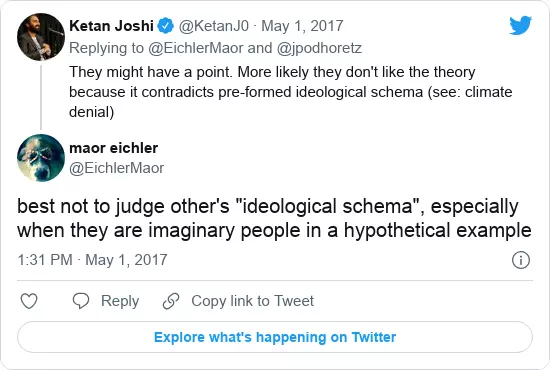 Ketan Joshi @KetanJ0 · May 1, 2017
Replying to @EichlerMaor and @jpodhoretz
They might have a point. More likely they don't like the theory
because it contradicts pre-formed ideological schema (see: climate
denial)
maor eichler
@EichlerMaor
best not to judge other's "ideological schema", especially
when they are imaginary people in a hypothetical example
1:31 PM · May 1, 2017
Reply
Copy link to Tweet
Explore what's happening on Twitter